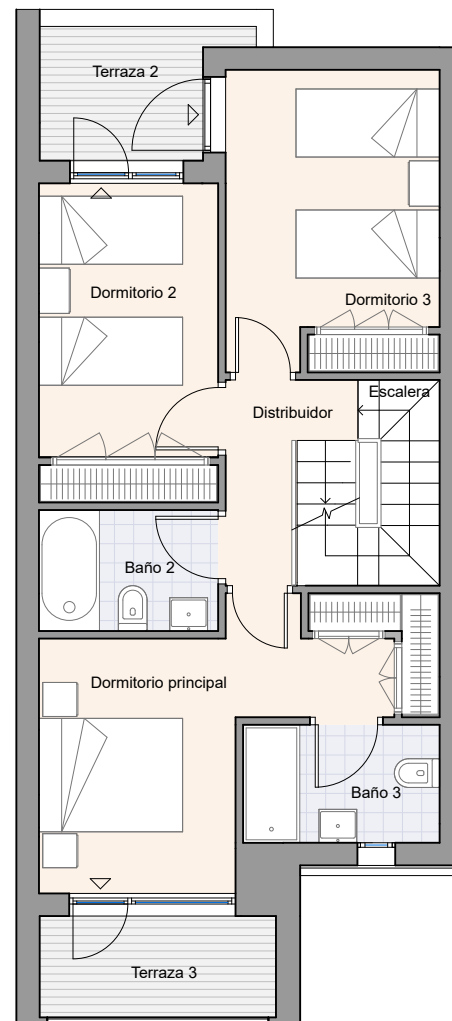 Terraza 2
Dormitorio 2
Dormitorio 3
Escalera
Distribuidor
Baño 2
Dormitorio principal
Baño 3
Terraza 3